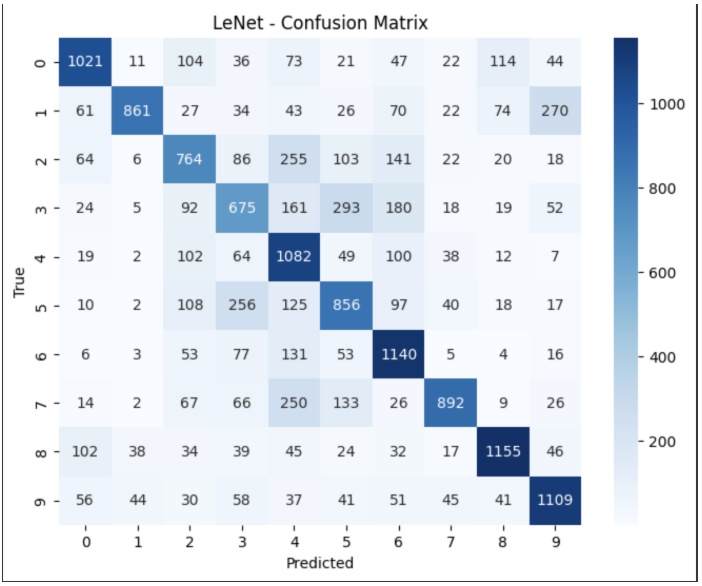 LeNet - Confusion Matrix
0 1021 11 104 36 73 21 47 22 114 44
1 61 861 27 34 43 26 70 22 74 270
1000
2 64 6 764 86 255 103 141 22 20 18
800
3 24 5 92 675 161 293 180 18 19 52
True
4 19 2 102 64 1082 49 100 38 12 7
600
5 10 2 108 256 125 856 97 40 18 17
400
6 6 3 53 77 131 53 1140 5 4 16
7 14 2 67 66 250 133 26 892 9 26
200
8 102 38 34 39 45 24 32 17 1155 46
9 56 44 30 58 37 41 51 45 41 1109
0 1 2 3 4 5 6 7 8 9
Predicted